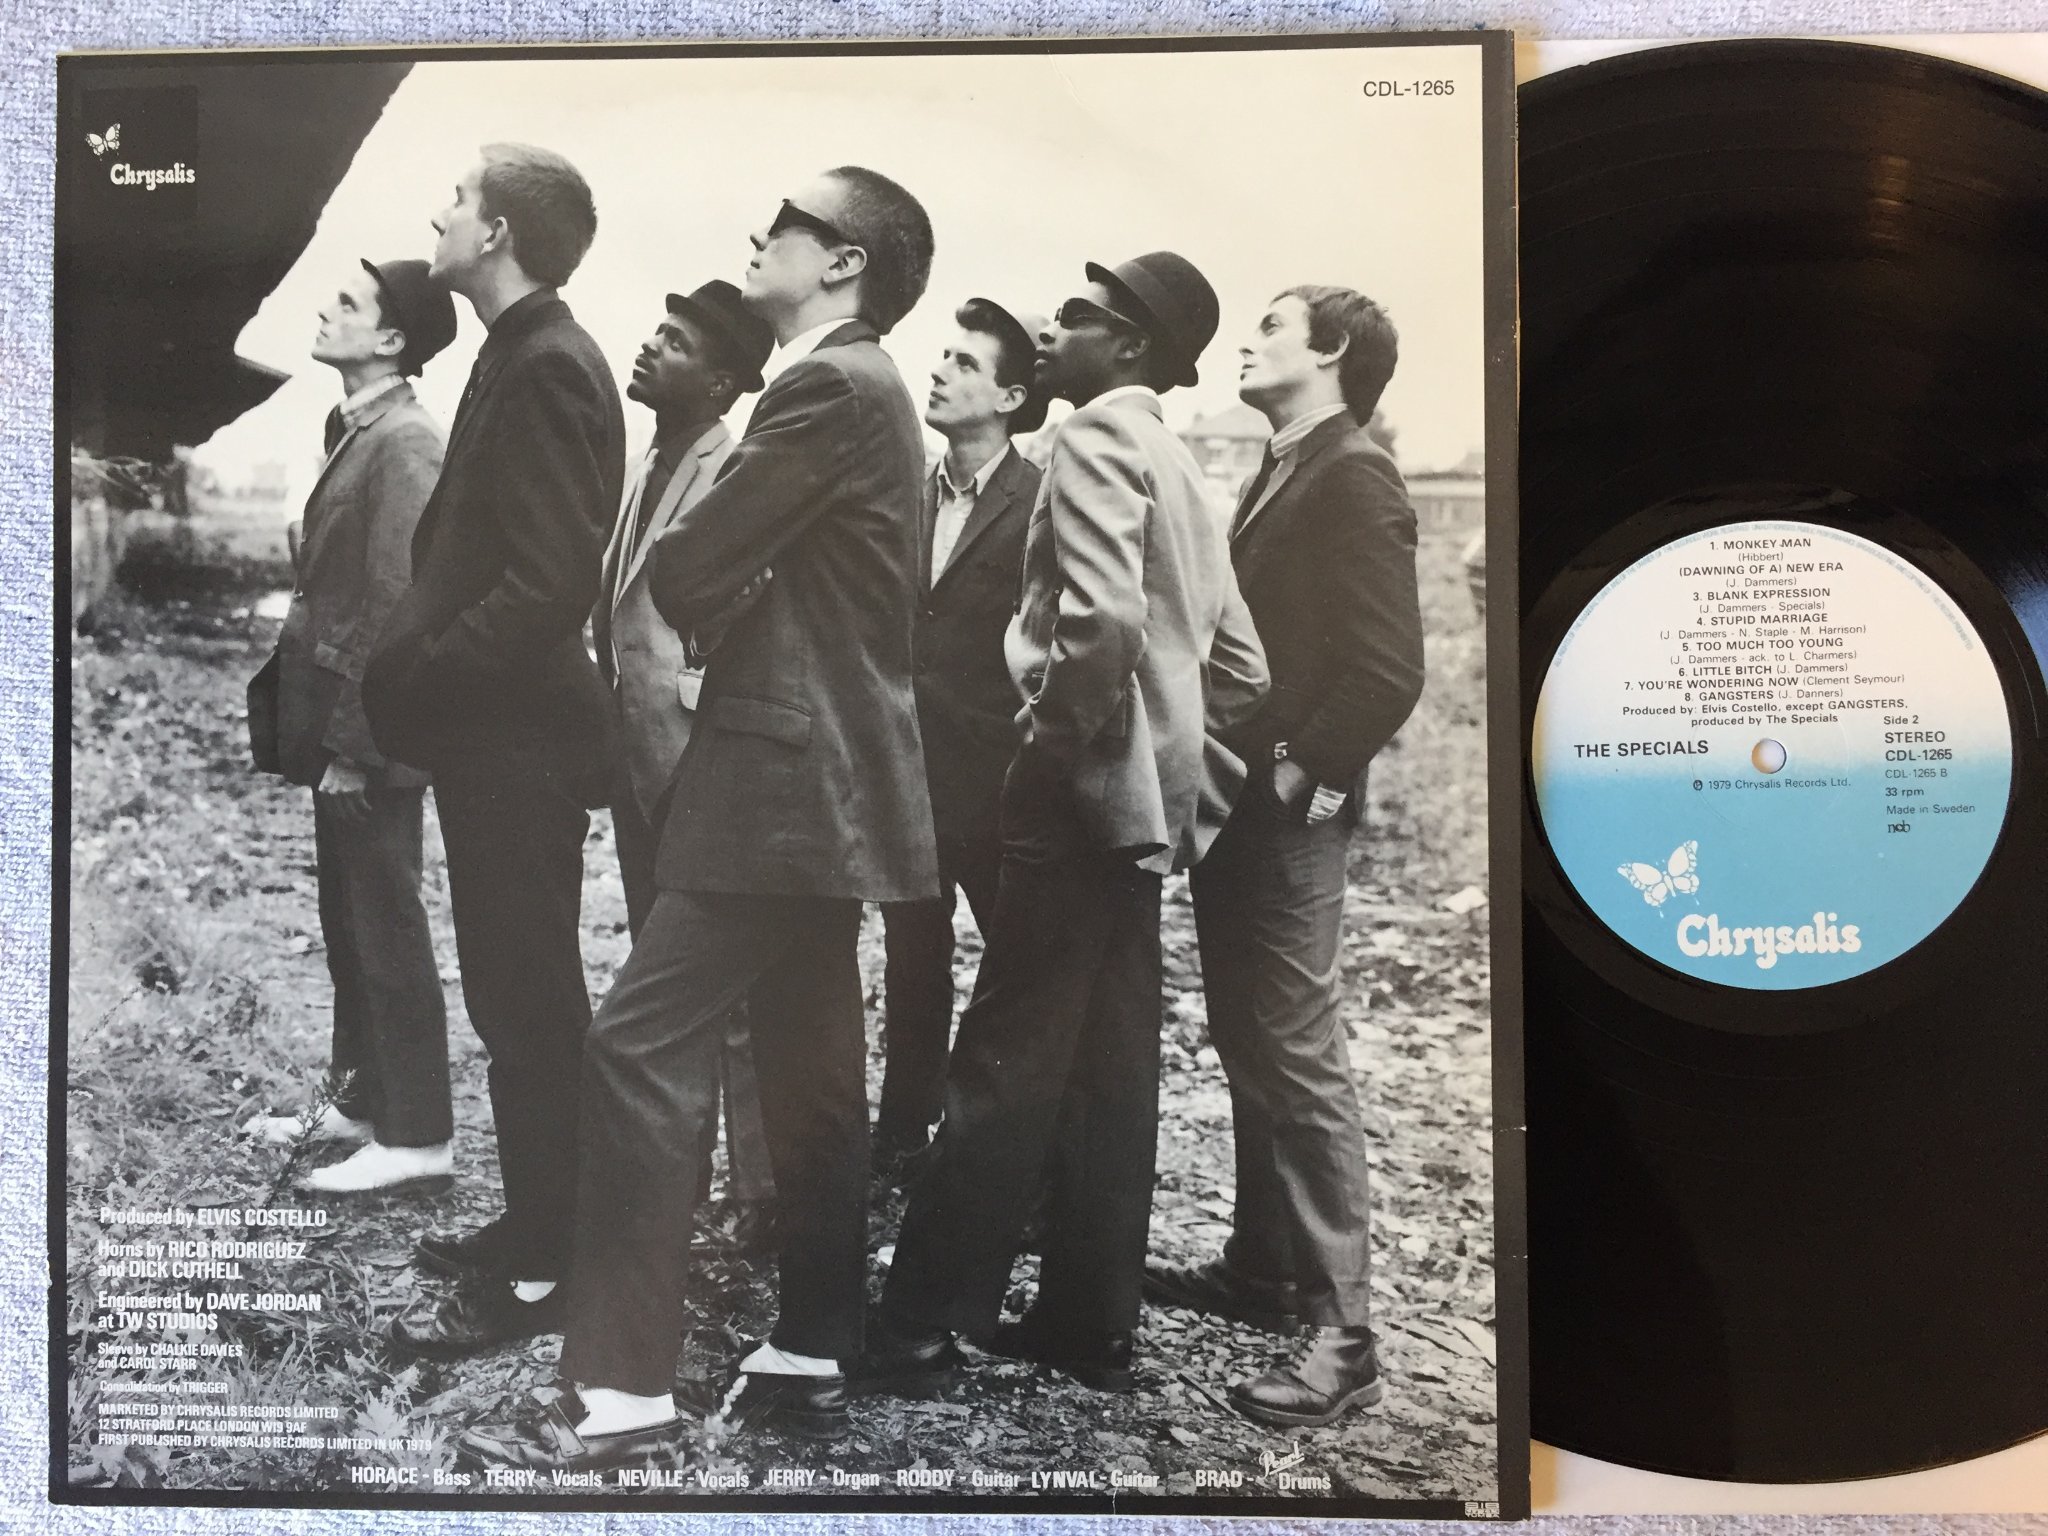 CDL-1265
Chrysalis
Produced by ELVIS COSTELLO
Horns by RICO RODRIGUEZ
and DICK CUTHELL
Engineered by DAVE JORDAN
at TW STUDIOS
Sleeve by CHALKIE DAVIES
and CAROL STARR
Consolidation by TRIGGER
MARKETED BY CHRYSALIS RECORDS LIMITED
12 STRATFORD PLACE LONDON W19 9AF
FIRST PUBLISHED BY CHRYSALIS RECORDS LIMITED IN UK 1979
HORACE - Bass TERRY - Vocals NEVILLE - Vocals JERRY - Organ RODDY - Guitar LYNVAL - Guitar BRAD - Pearl Drums
1. MONKEY MAN
(Hibbert)
(DAWNING OF A) NEW ERA
(J. Dammers)
3. BLANK EXPRESSION
(J. Dammers - Specials)
4. STUPID MARRIAGE
(J. Dammers - N. Staple - M. Harrison)
5. TOO MUCH TOO YOUNG
(J. Dammers - ack. to L. Charmers)
6. LITTLE BITCH (J. Dammers)
7. YOU'RE WONDERING NOW (Clement Seymour)
8. GANGSTERS (J. Danners)
Produced by: Elvis Costello, except GANGSTERS,
produced by The Specials
Side 2
THE SPECIALS
STEREO
CDL-1265
CDL-1265 B
℗ 1979 Chrysalis Records Ltd.
33 rpm
Made in Sweden
ncb
Chrysalis